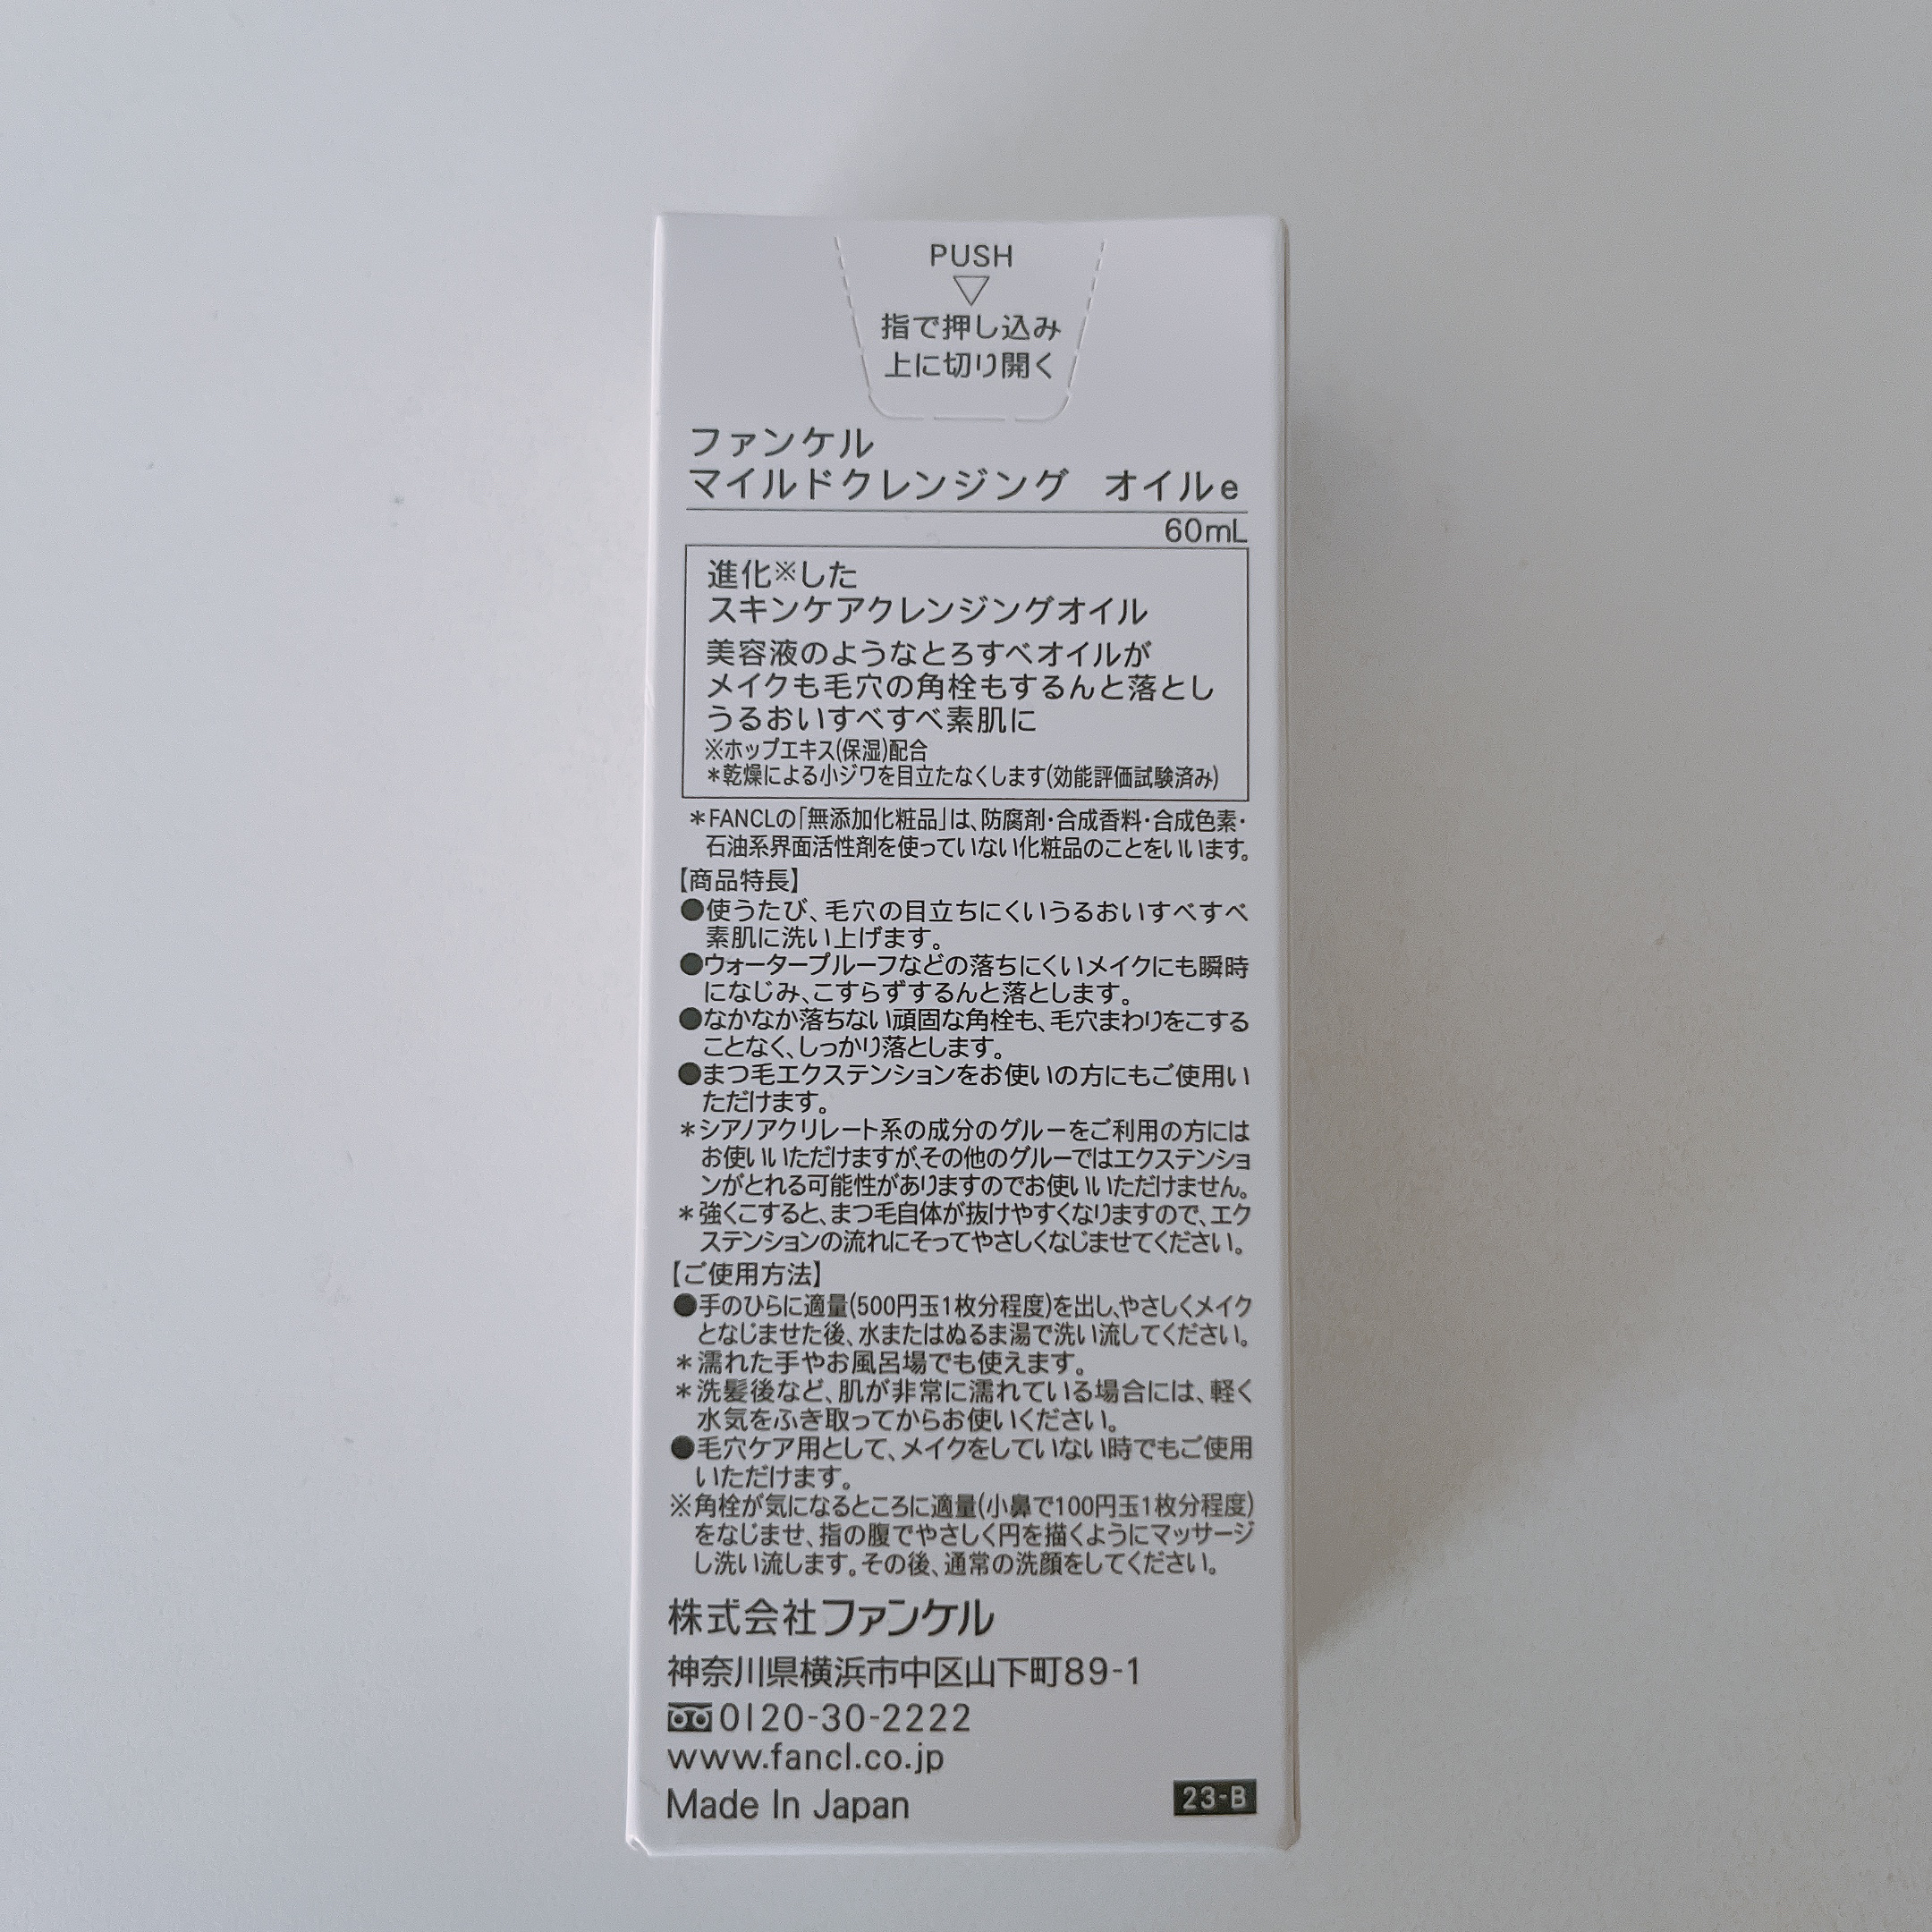 PUSH
指で押し込み
上に切り開く
ファンケル
マイルドクレンジング オイルe
60mL
進化※した
スキンケアクレンジングオイル
美容液のようなとろすべオイルが
メイクも毛穴の角栓もするんと落とし
うるおいすべすべ素肌に
※ホップエキス(保湿)配合
*乾燥による小ジワを目立たなくします(効能評価試験済み)
*FANCLの「無添加化粧品」は、防腐剤・合成香料・合成色素・
石油系界面活性剤を使っていない化粧品のことをいいます。
【商品特長】
●使うたび、毛穴の目立ちにくいうるおいすべすべ
素肌に洗い上げます。
●ウォータープルーフなどの落ちにくいメイクにも瞬時
になじみ、こすらずするんと落とします。
●なかなか落ちない頑固な角栓も、毛穴まわりをこする
ことなく、しっかり落とします。
●まつ毛エクステンションをお使いの方にもご使用い
ただけます。
*シアノアクリレート系の成分のグルーをご利用の方には
お使いいただけますが、その他のグルーではエクステンショ
ンがとれる可能性がありますのでお使いいただけません。
*強くこすると、まつ毛自体が抜けやすくなりますので、エク
ステンションの流れにそってやさしくなじませてください。
【ご使用方法】
●手のひらに適量(500円玉1枚分程度)を出し、やさしくメイク
となじませた後、水またはぬるま湯で洗い流してください。
*濡れた手やお風呂場でも使えます。
*洗髪後など、肌が非常に濡れている場合には、軽く
水気をふき取ってからお使いください。
●毛穴ケア用として、メイクをしていない時でもご使用
いただけます。
※角栓が気になるところに適量(小鼻で100円玉1枚分程度)
をなじませ、指の腹でやさしく円を描くようにマッサージ
し洗い流します。その後、通常の洗顔をしてください。
株式会社ファンケル
神奈川県横浜市中区山下町89-1
0120-30-2222
www.fancl.co.jp
Made In Japan
23-B